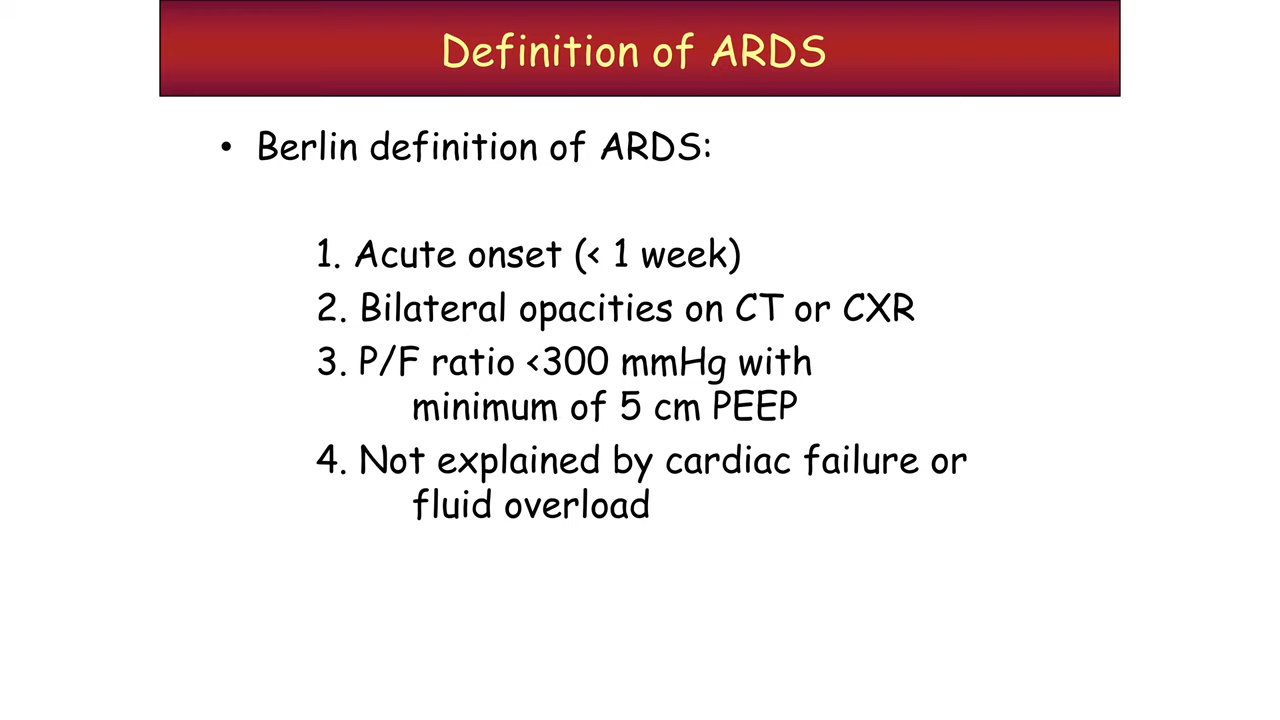 Definition of ARDS
• Berlin definition of ARDS:
1. Acute onset (< 1 week)
2. Bilateral opacities on CT or CXR
3. P/F ratio <300 mmHg with
minimum of 5 cm PEEP
4. Not explained by cardiac failure or
fluid overload